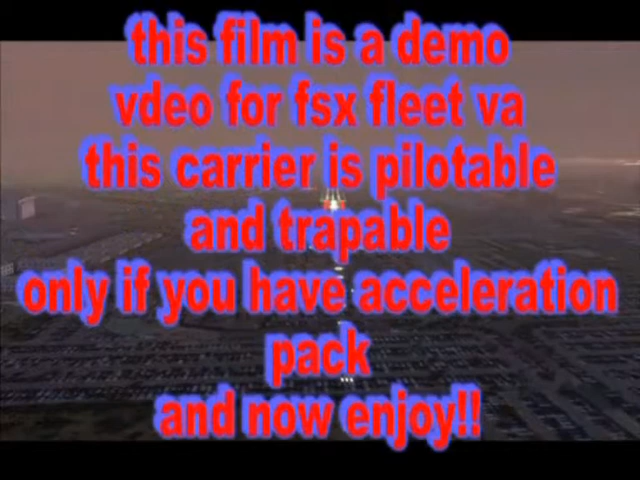 this film is a demo
vdeo for fsx fleet va
this carrier is pilotable
and trapable
only if you have acceleration
pack
and now enjoy!!